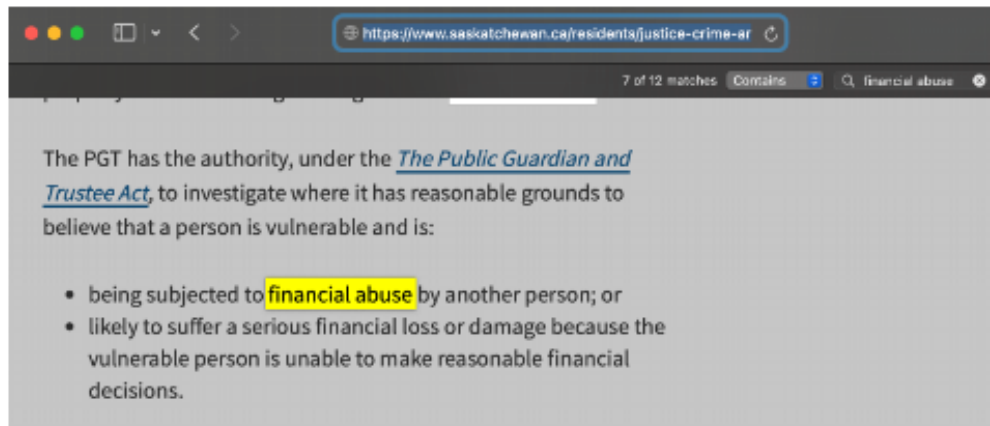 https://www.saskatchewan.ca/residents/justice-crime-ar
7 of 12 matches Contains financial abuse
The PGT has the authority, under the The Public Guardian and
Trustee Act, to investigate where it has reasonable grounds to
believe that a person is vulnerable and is:
• being subjected to financial abuse by another person; or
• likely to suffer a serious financial loss or damage because the
vulnerable person is unable to make reasonable financial
decisions.